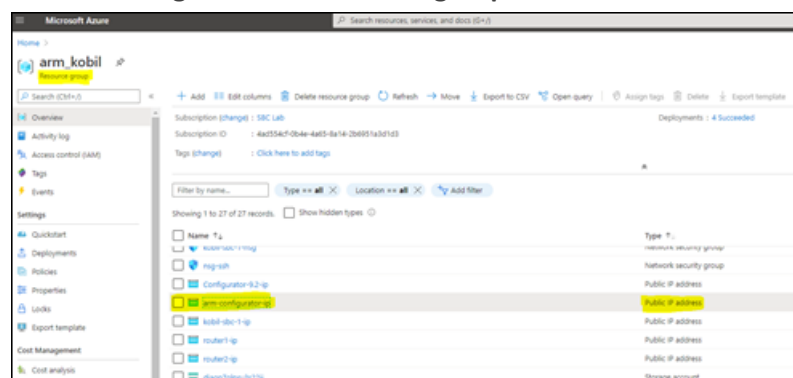 Microsoft Azure
Search resources, services, and docs (G+/)
Home >
arm_kobil
Resource group
Search (Ctrl+/)
Add Edit columns Delete resource group Refresh Move Export to CSV Open query Assign tags Delete Export template
Overview
Activity log
Access control (IAM)
Tags
Events
Settings
Quickstart
Deployments
Policies
Properties
Locks
Export template
Cost Management
Cost analysis
Subscription (change) : SBC Lab
Deployments : 4 Succeeded
Subscription ID
Tags (change) : Click here to add tags
Filter by name... Type == all Location == all Add filter
Showing 1 to 27 of 27 records. Show hidden types
Name Type
kobil-sbc-1-nsg Network security group
nsg-ssh Network security group
Configurator-9.2-ip Public IP address
arm-configurator-ip Public IP address
kobil-sbc-1-ip Public IP address
router1-ip Public IP address
router2-ip Public IP address
Storage account